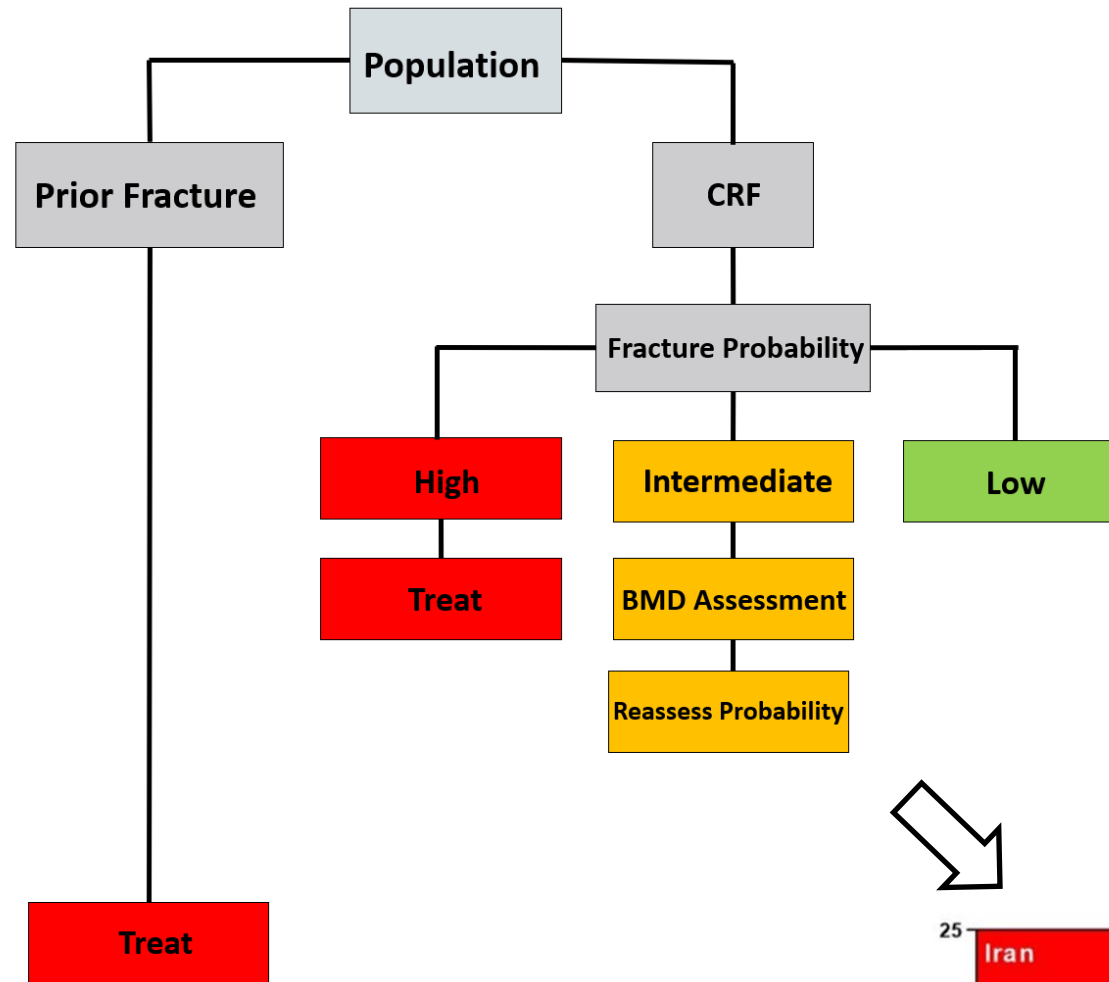 Population
Prior Fracture
CRF
Fracture Probability
High
Intermediate
Low
Treat
BMD Assessment
Reassess Probability
Treat
25
Iran